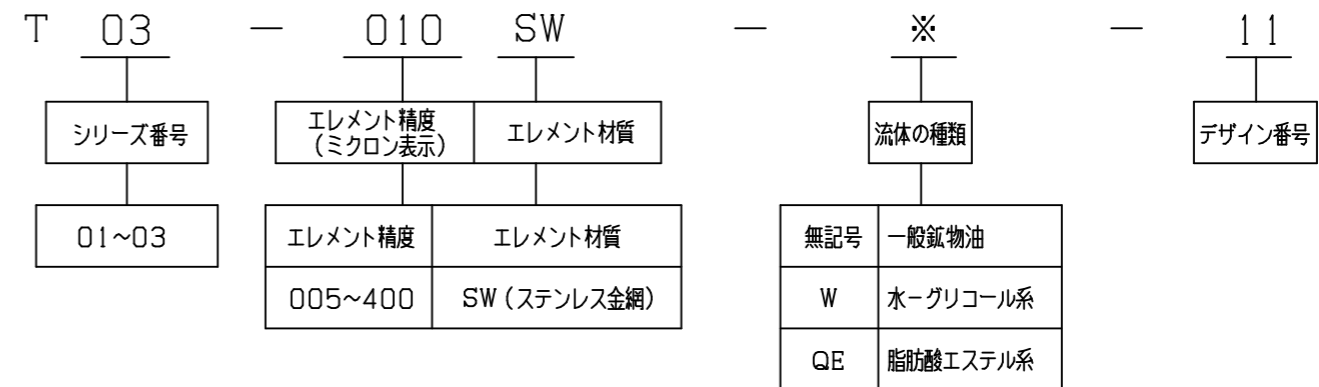 T 03 － 010 SW － ※ － 11
シリーズ番号
エレメント精度
（ミクロン表示）
エレメント材質
流体の種類
デザイン番号
01~03
エレメント精度 エレメント材質
005~400 SW（ステンレス金網）
無記号 一般鉱物油
W 水－グリコール系
QE 脂肪酸エステル系